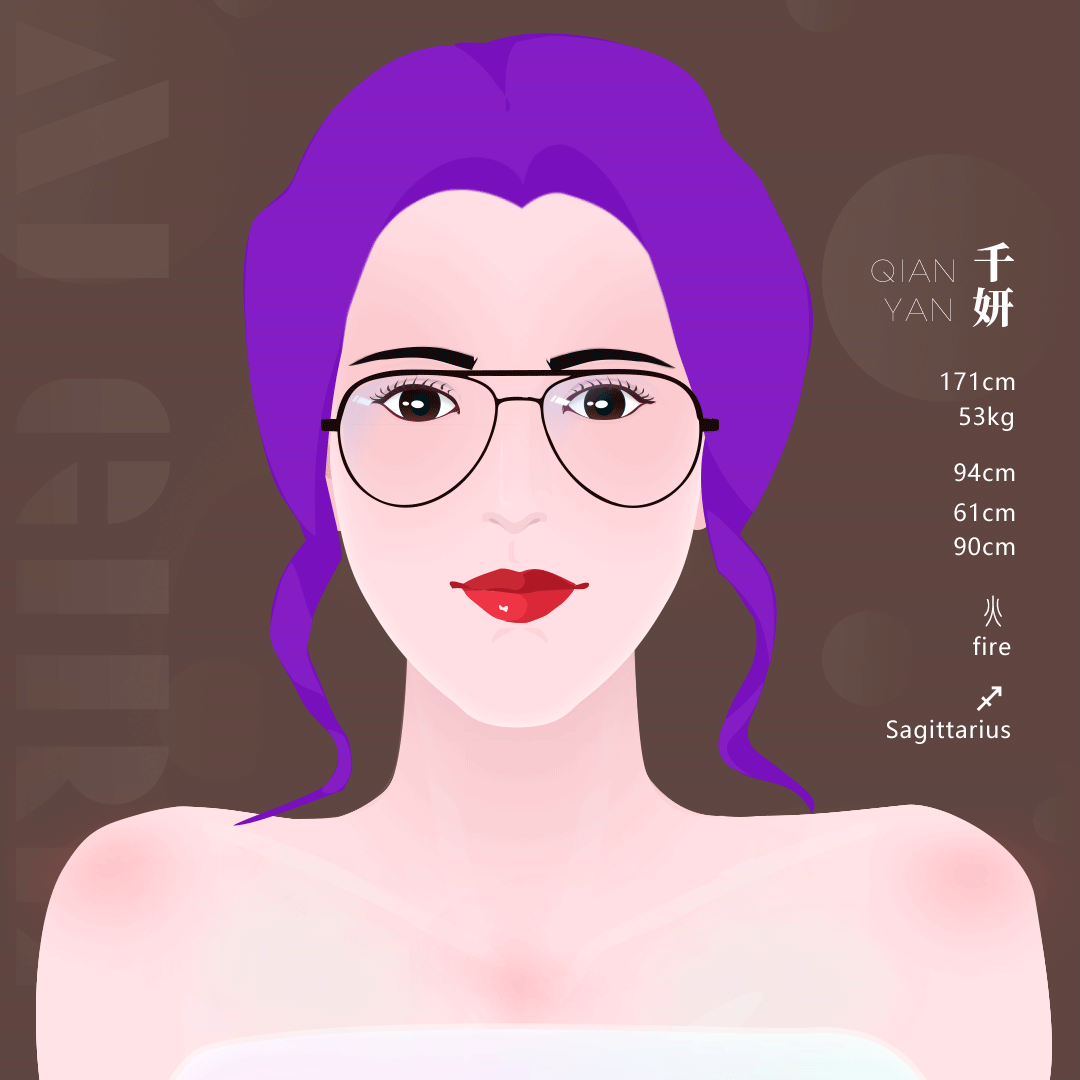 千妍
QIAN
YAN
171cm
53kg
94cm
61cm
90cm
火
fire
♐
Sagittarius